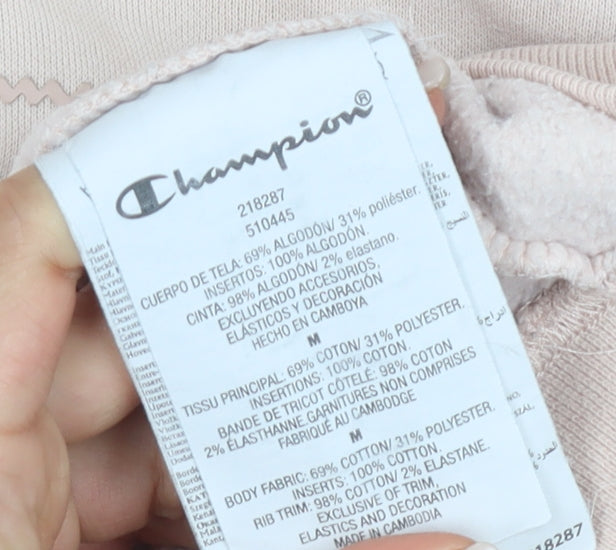 Champion®
218287
510445
CUERPO DE TELA: 69% ALGODÓN/ 31% poliéster.
INSERTOS: 100% ALGODÓN.
CINTA: 98% ALGODÓN/ 2% elastano.
EXCLUYENDO ACCESORIOS,
ELÁSTICOS y DECORACIÓN
HECHO EN CAMBOYA
M
TISSU PRINCIPAL: 69% COTON/ 31% POLYESTER.
INSERTIONS: 100% COTON.
BANDE DE TRICOT CÔTELÉ: 98% COTON
2% ÉLASTHANNE.GARNITURES NON COMPRISES
FABRIQUÉ AU CAMBODGE
M
BODY FABRIC: 69% COTTON/ 31% POLYESTER.
INSERTS: 100% COTTON.
RIB TRIM: 98% COTTON/ 2% ELASTANE.
EXCLUSIVE OF TRIM,
ELASTICS AND DECORATION
MADE IN CAMBODIA
18287